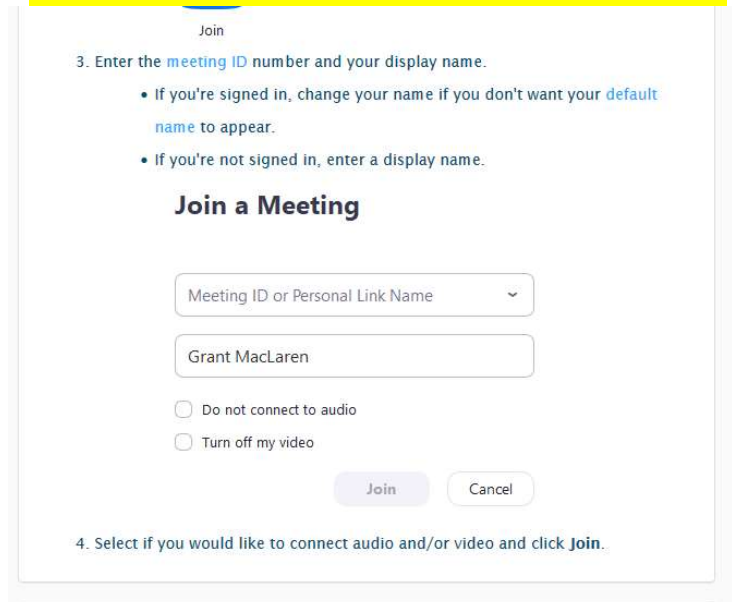 Join
3. Enter the meeting ID number and your display name.
• If you're signed in, change your name if you don't want your default
name to appear.
• If you're not signed in, enter a display name.
Join a Meeting
Meeting ID or Personal Link Name
Grant MacLaren
Do not connect to audio
Turn off my video
Join Cancel
4. Select if you would like to connect audio and/or video and click Join.